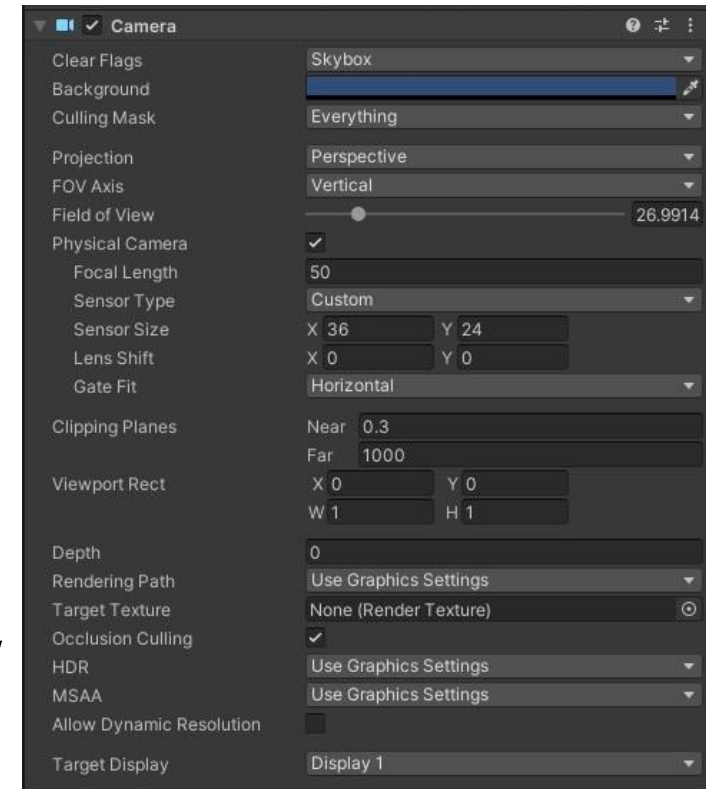 Camera
Clear Flags Skybox
Background
Culling Mask Everything
Projection Perspective
FOV Axis Vertical
Field of View 26.9914
Physical Camera
Focal Length 50
Sensor Type Custom
Sensor Size X 36 Y 24
Lens Shift X 0 Y 0
Gate Fit Horizontal
Clipping Planes Near 0.3
Far 1000
Viewport Rect X 0 Y 0
W 1 H 1
Depth 0
Rendering Path Use Graphics Settings
Target Texture None (Render Texture)
Occlusion Culling
HDR Use Graphics Settings
MSAA Use Graphics Settings
Allow Dynamic Resolution
Target Display Display 1